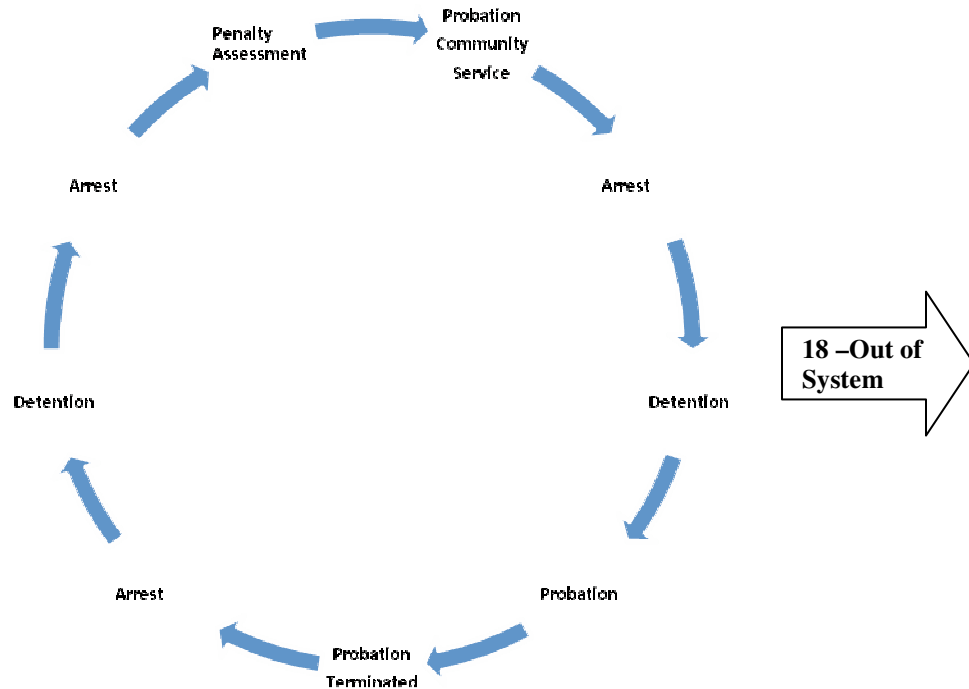 Penalty
Assessment
Probation
Community
Service
Arrest
Detention
Probation
Probation
Terminated
Arrest
Detention
Arrest
18 –Out of
System